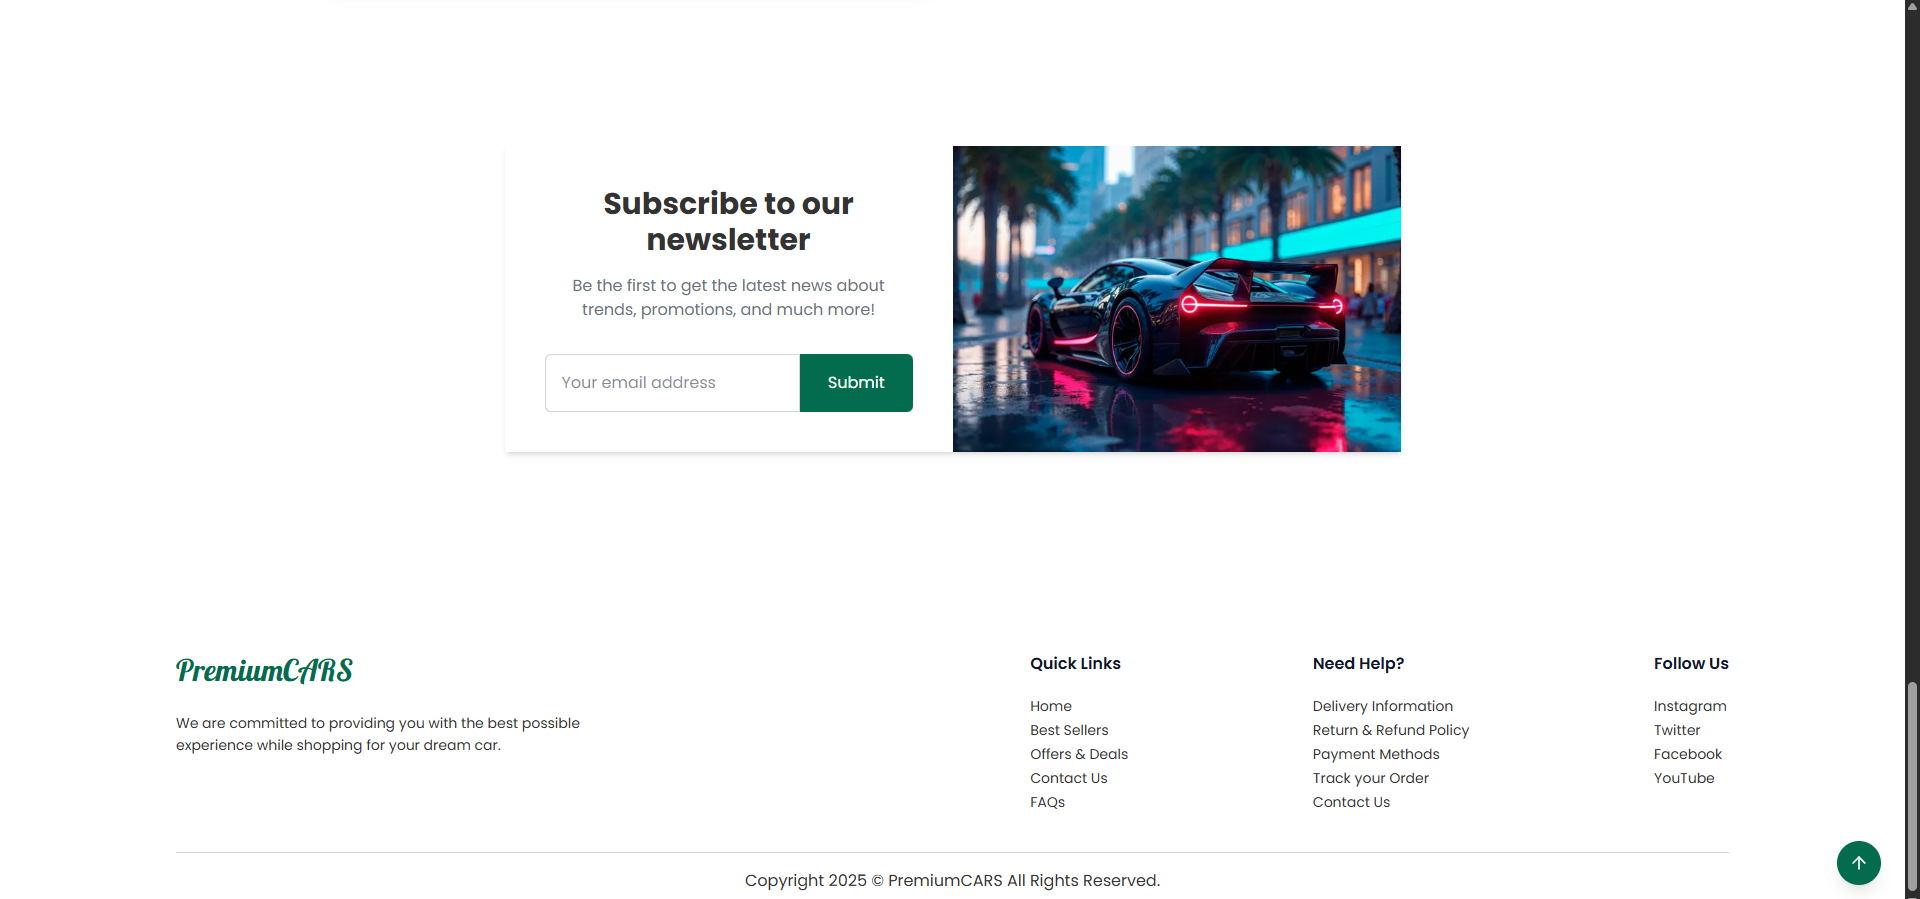 Subscribe to our
newsletter
Be the first to get the latest news about
trends, promotions, and much more!
Your email address
Submit
PremiumCARS
We are committed to providing you with the best possible
experience while shopping for your dream car.
Quick Links
Home
Best Sellers
Offers & Deals
Contact Us
FAQs
Need Help?
Delivery Information
Return & Refund Policy
Payment Methods
Track your Order
Contact Us
Follow Us
Instagram
Twitter
Facebook
YouTube
Copyright 2025 © PremiumCARS All Rights Reserved.